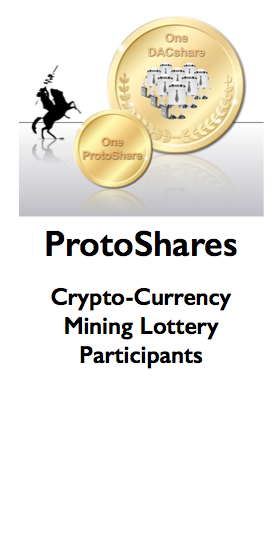 One
DACshare
One
ProtoShare
ProtoShares
Crypto-Currency
Mining Lottery
Participants